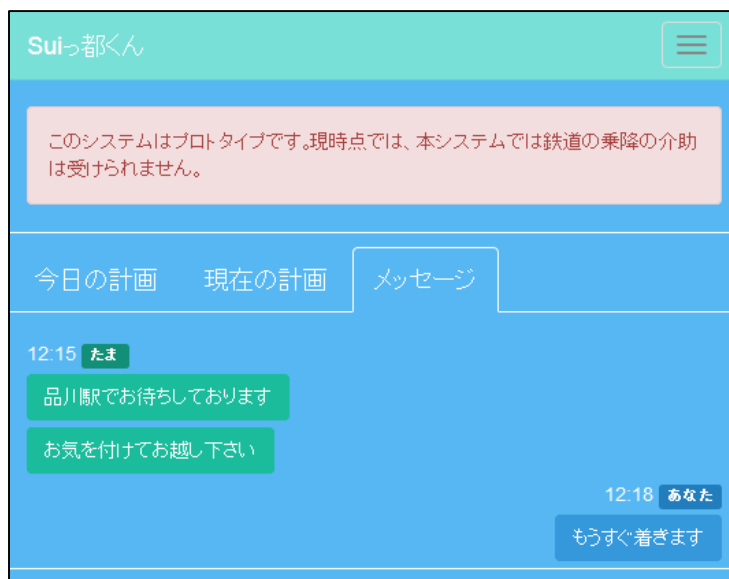 Suiっ都くん
このシステムはプロトタイプです。現時点では、本システムでは鉄道の乗降の介助
は受けられません。
今日の計画 現在の計画 メッセージ
12:15 たま
品川駅でお待ちしております
お気を付けてお越し下さい
12:18 あなた
もうすぐ着きます